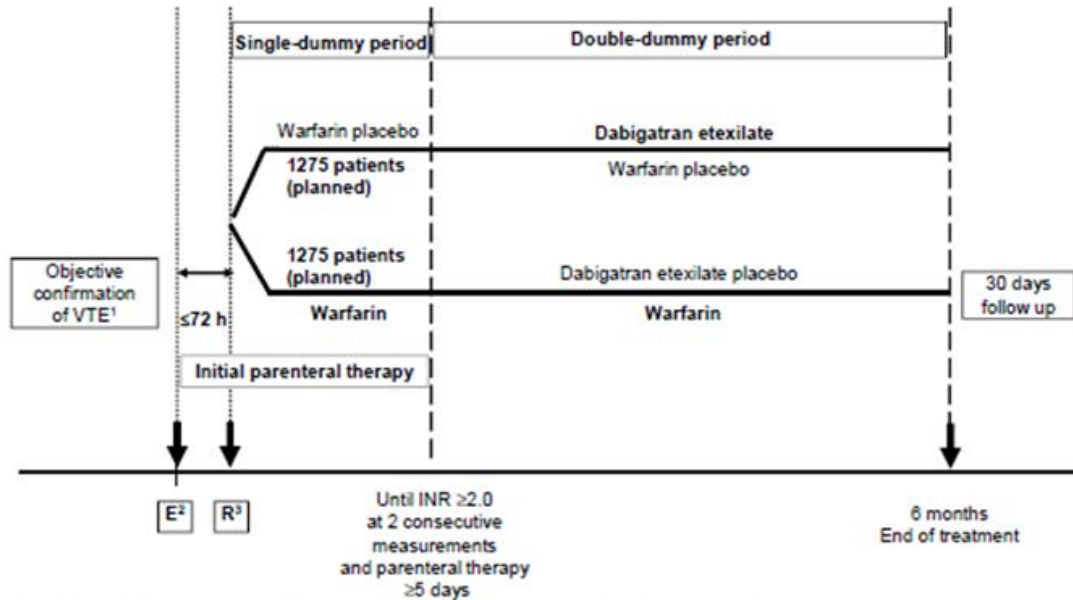 Single-dummy period
Double-dummy period
Warfarin placebo
Dabigatran etexilate
1275 patients
(planned)
Warfarin placebo
1275 patients
(planned)
Dabigatran etexilate placebo
Warfarin
Warfarin
Objective
confirmation
of VTE¹
≤72 h
30 days
follow up
Initial parenteral therapy
E²
R³
Until INR ≥2.0
at 2 consecutive
measurements
and parenteral therapy
≥5 days
6 months
End of treatment